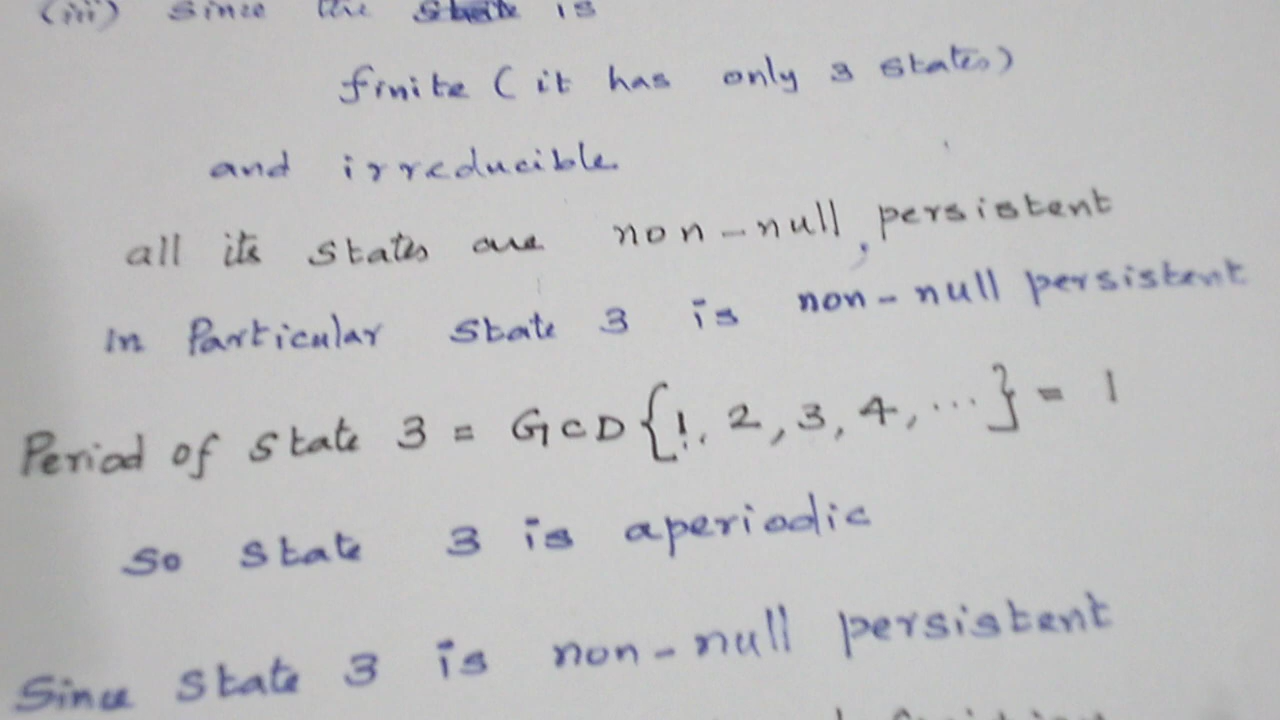 (iii) Since the state is
finite (it has only 3 states)
and irreducible.
all its states are non-null, persistent
in Particular state 3 is non-null persistent
Period of state 3 = GCD {1, 2, 3, 4, ...} = 1
So state 3 is aperiodic
Since state 3 is non-null persistent